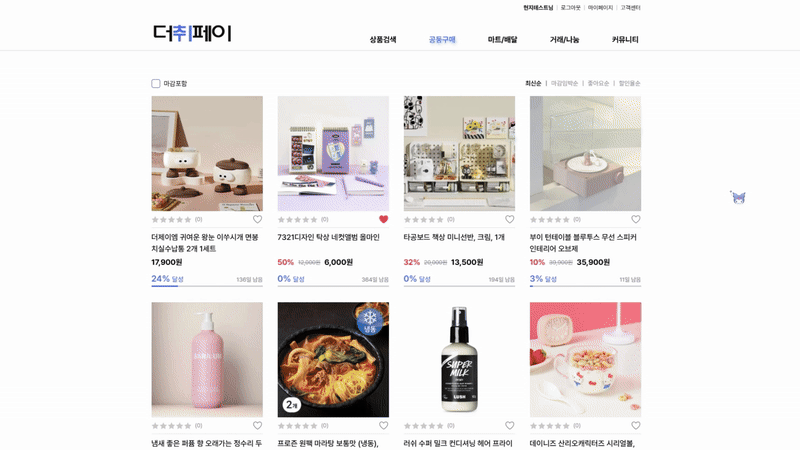 현지테스트님 | 로그아웃 | 마이페이지 | 고객센터
더취페이
상품검색 공동구매 마트/배달 거래/나눔 커뮤니티
마감포함
최신순 | 마감임박순 | 좋아요순 | 할인율순
(0) (0) (0) (0)
더제이엠 귀여운 왕눈 이쑤시개 면봉
치실수납통 2개 1세트
17,900원
24% 달성 136일 남음
7321디자인 탁상 네컷앨범 올마인
50% 12,000원 6,000원
0% 달성 364일 남음
타공보드 책상 미니선반, 크림, 1개
32% 20,000원 13,500원
0% 달성 194일 남음
부이 턴테이블 블루투스 무선 스피커
인테리어 오브제
10% 39,900원 35,900원
3% 달성 11일 남음
냉동
2개
SUPER
MILK
LUSH
(0) (0) (0) (0)
냄새 좋은 퍼퓸 향 오래가는 정수리 두
프로즌 원팩 마라탕 보통맛 (냉동),
러쉬 수퍼 밀크 컨디셔닝 헤어 프라이
데이니즈 산리오캐릭터즈 시리얼볼,